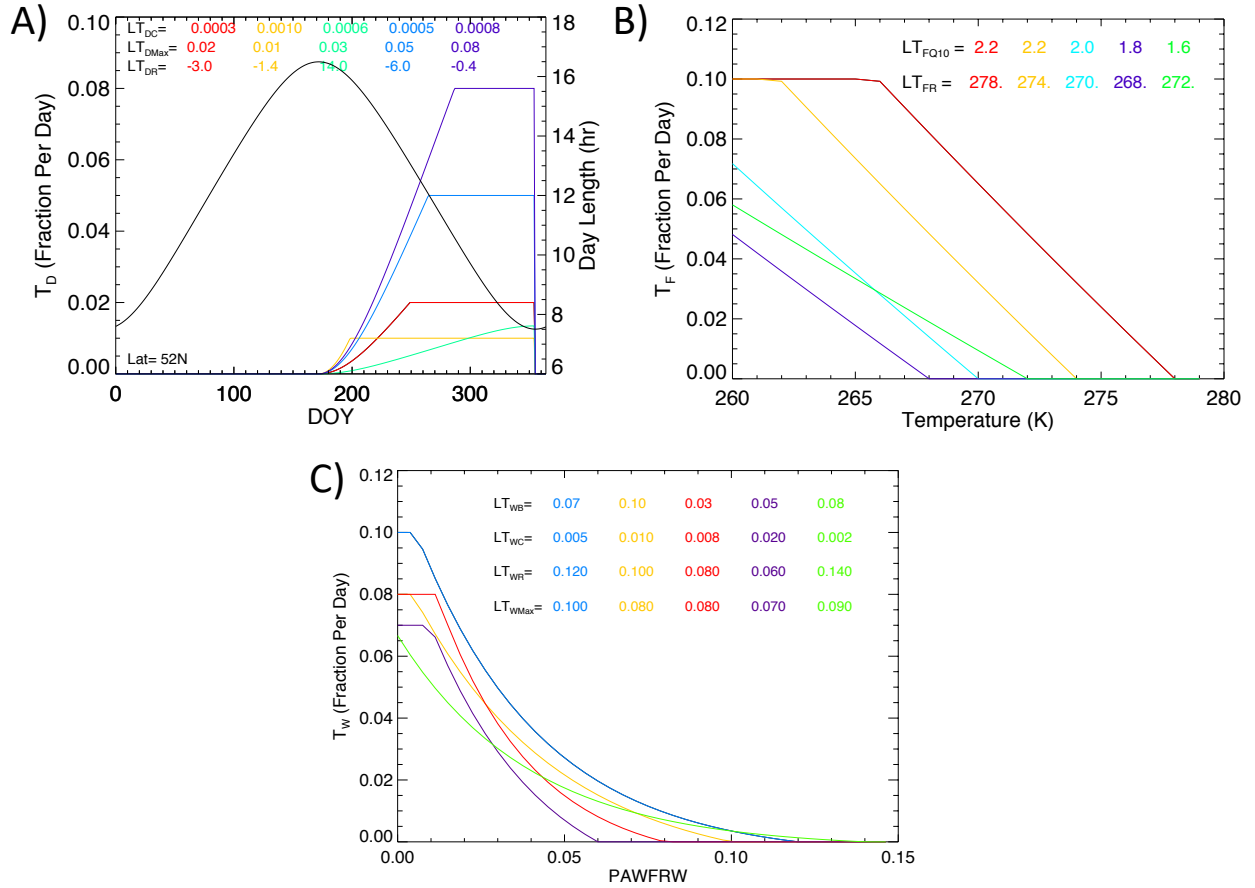 A)
LT_DC= 0.0003 0.0010 0.0006 0.0005 0.0008
LT_DMax= 0.02 0.01 0.03 0.05 0.08
LT_DR= -3.0 -1.4 14.0 -6.0 -0.4
0.10
0.08
0.06
0.04
0.02
0.00
T_D (Fraction Per Day)
18
16
14
12
10
8
6
Day Length (hr)
Lat= 52N
0 100 200 300
DOY
B)
LT_FQ10 = 2.2 2.2 2.0 1.8 1.6
LT_FR = 278. 274. 270. 268. 272.
0.12
0.10
0.08
0.06
0.04
0.02
0.00
T_F (Fraction Per Day)
260 265 270 275 280
Temperature (K)
C)
LT_WB= 0.07 0.10 0.03 0.05 0.08
LT_WC= 0.005 0.010 0.008 0.020 0.002
LT_WR= 0.120 0.100 0.080 0.060 0.140
LT_WMax= 0.100 0.080 0.080 0.070 0.090
0.12
0.10
0.08
0.06
0.04
0.02
0.00
T_W (Fraction Per Day)
0.00 0.05 0.10 0.15
PAWFRW